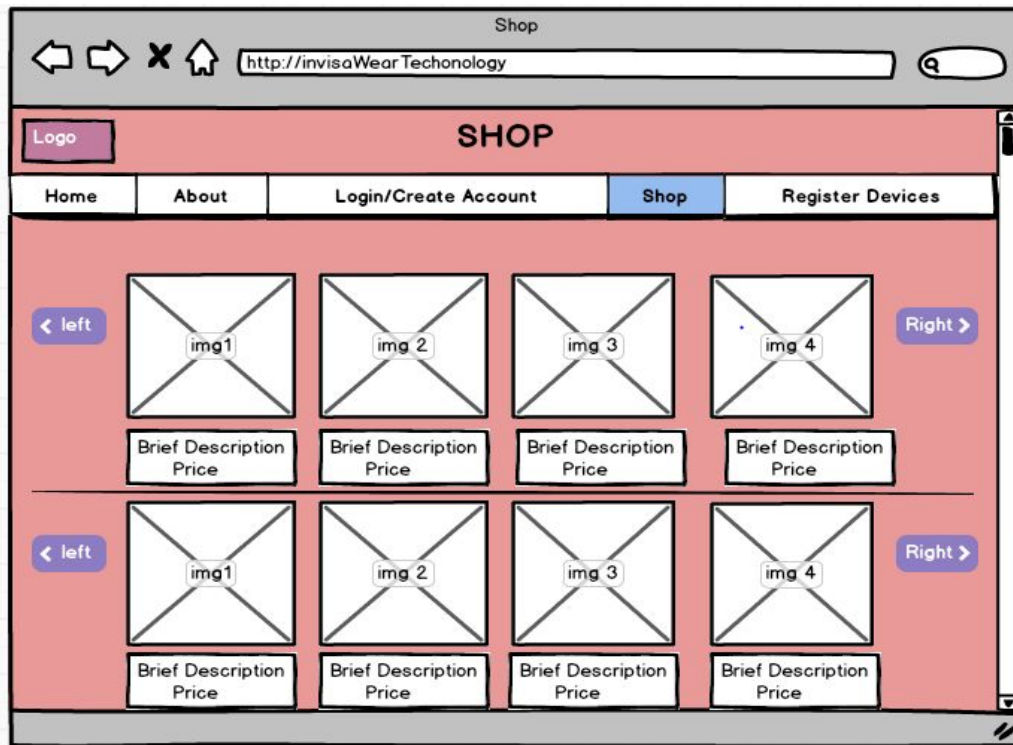 Shop
http://invisaWearTechonology
Logo
SHOP
Home About Login/Create Account Shop Register Devices
left
Right
img1 img 2 img 3 img 4
Brief Description Brief Description Brief Description Brief Description
Price Price Price Price
left
Right
img1 img 2 img 3 img 4
Brief Description Brief Description Brief Description Brief Description
Price Price Price Price